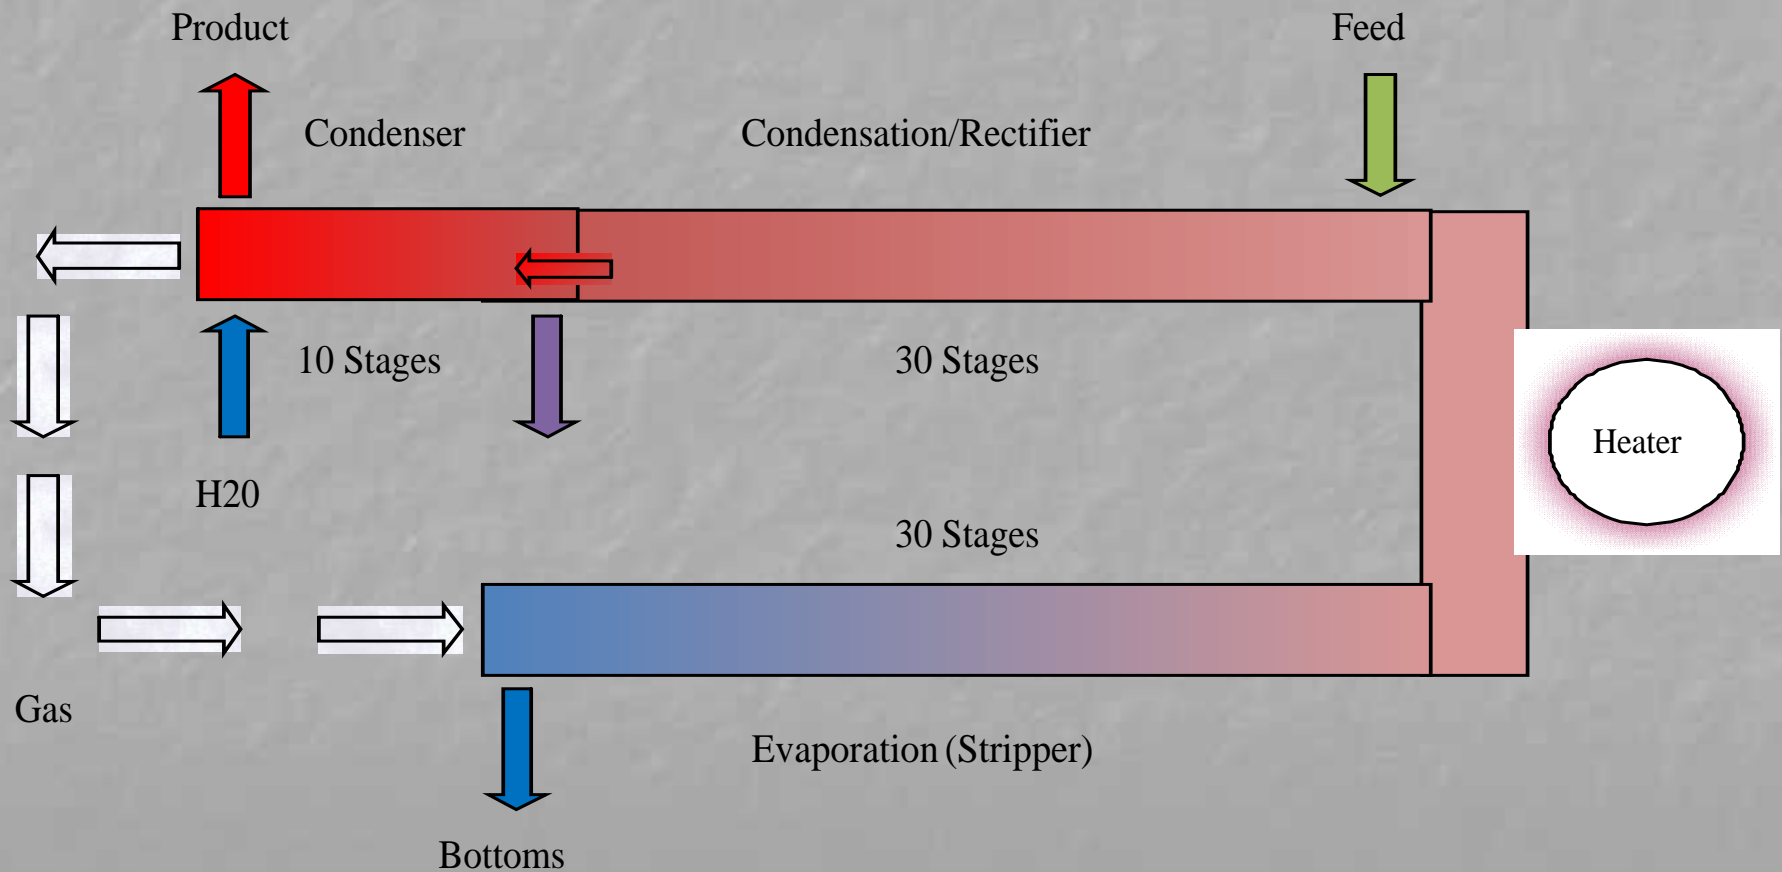 Product
Feed
Condenser
Condensation/Rectifier
10 Stages
30 Stages
Heater
H20
30 Stages
Gas
Evaporation (Stripper)
Bottoms